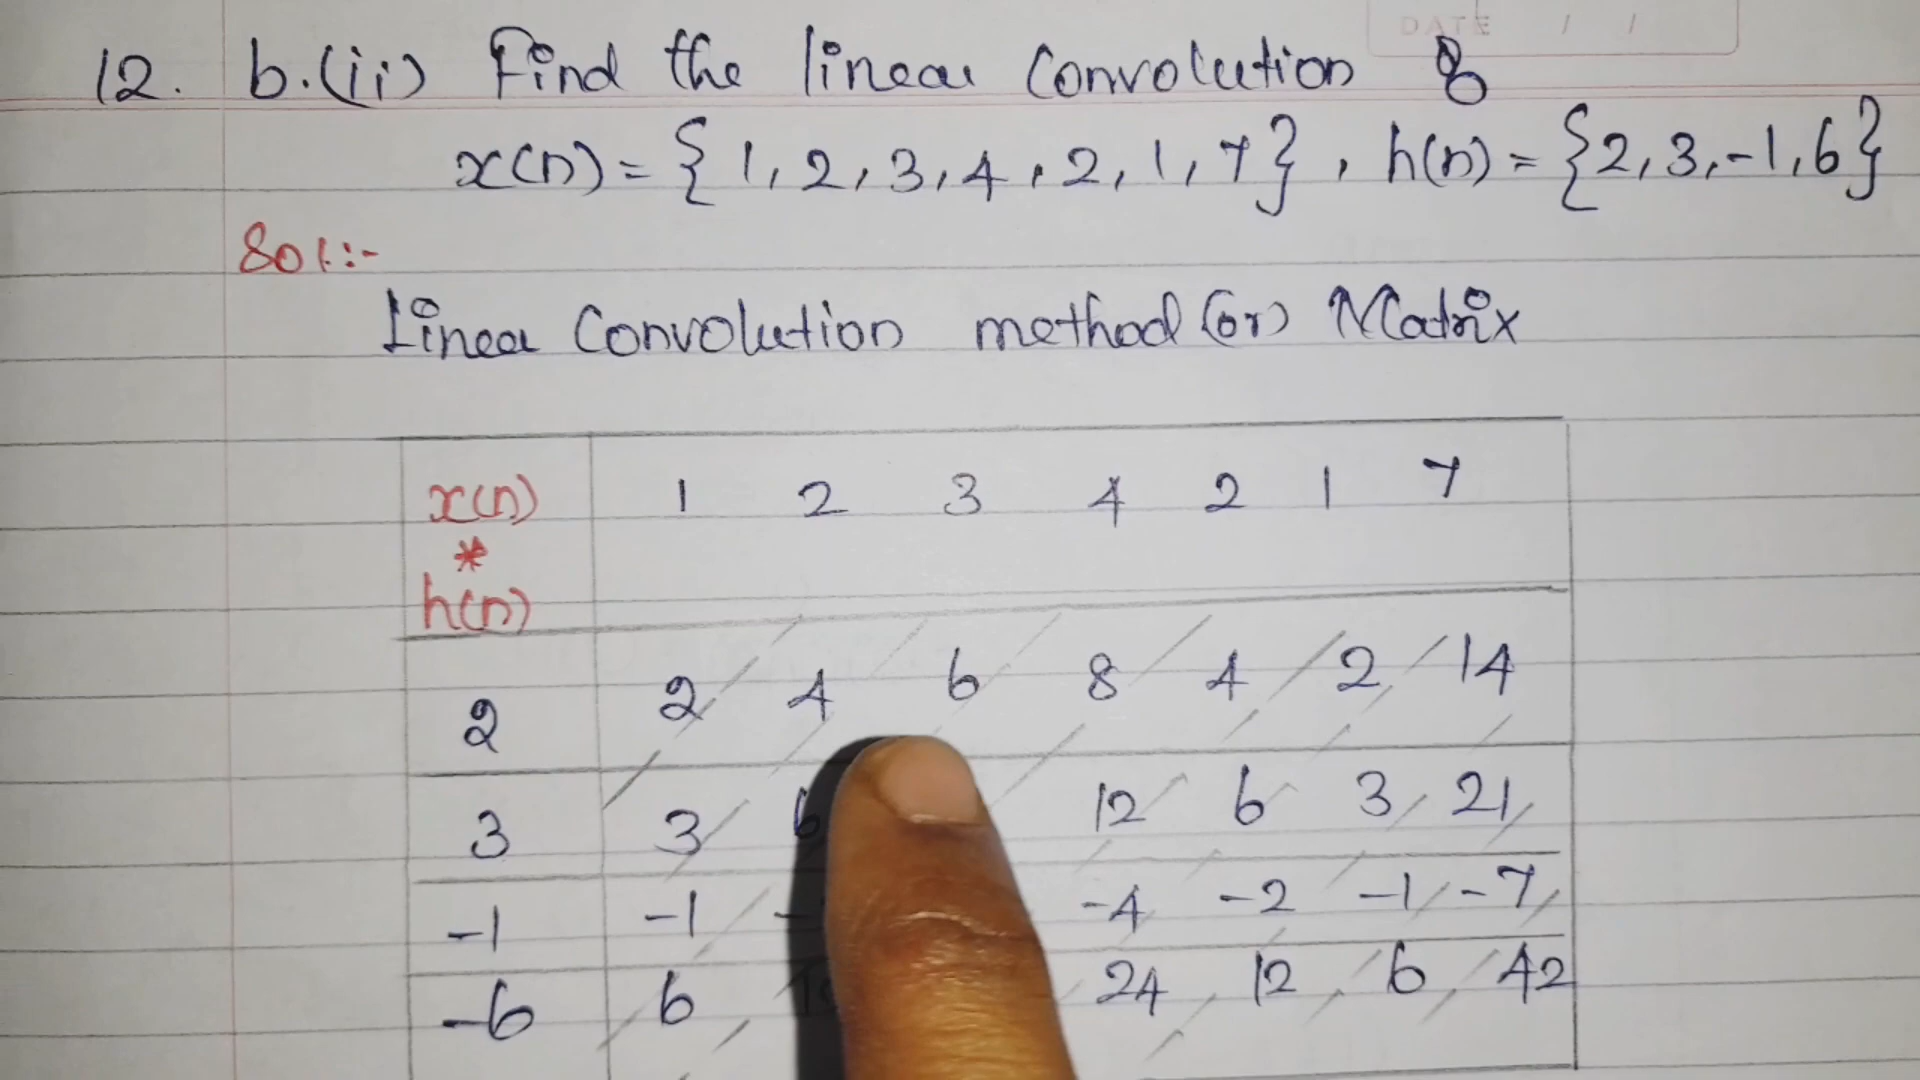 DATE / /
12. b.(ii) Find the linear convolution of
x(n) = {1, 2, 3, 4, 2, 1, 7}, h(n) = {2, 3, -1, 6}
Sol:-
Linear Convolution method (or) Matrix
x(n) 1 2 3 4 2 1 7
*
h(n)
2 2 4 6 8 4 2 14
3 3 6 12 6 3 21
-1 -1 -4 -2 -1 -7
-6 6 24 12 6 42